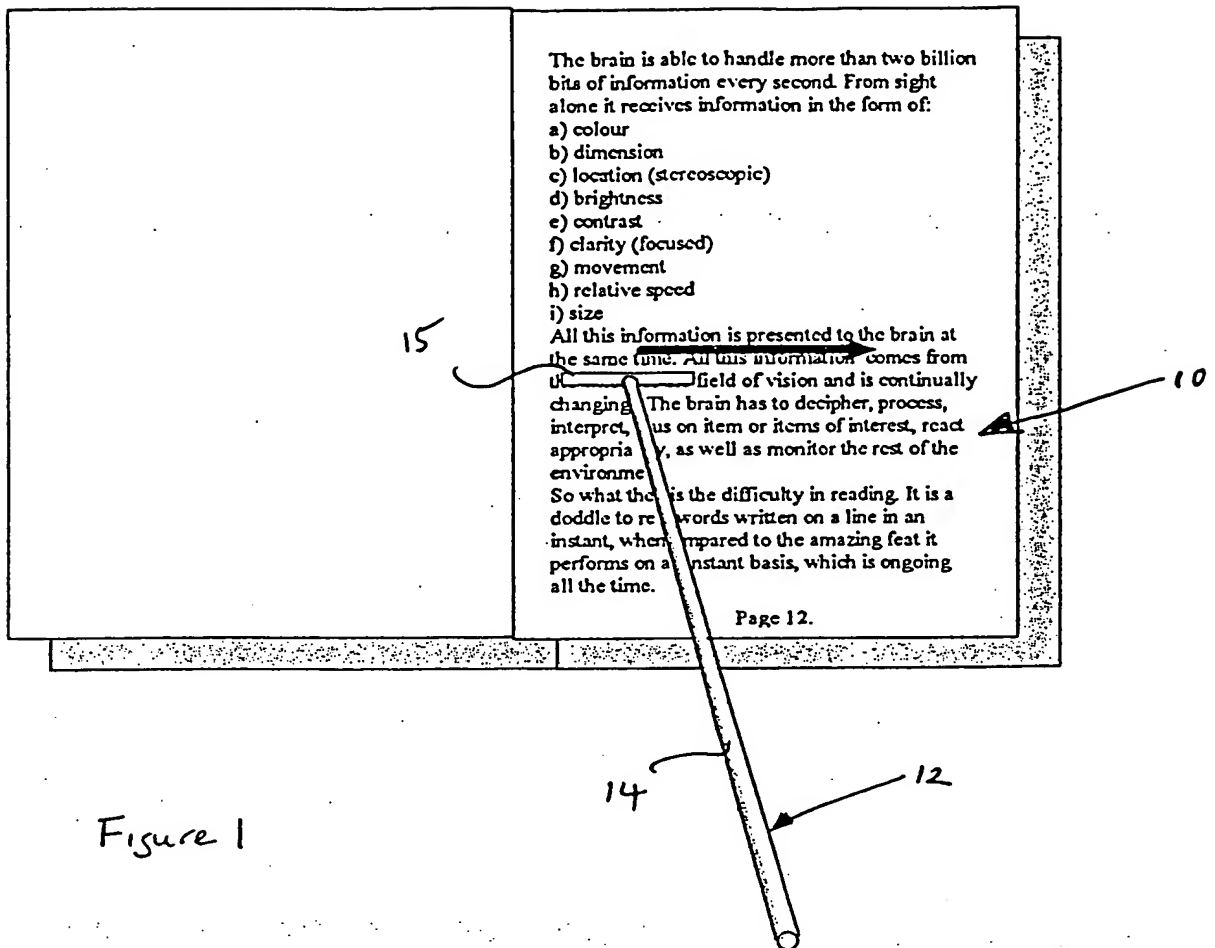 The brain is able to handle more than two billion
bits of information every second. From sight
alone it receives information in the form of:
a) colour
b) dimension
c) location (stereoscopic)
d) brightness
e) contrast
f) clarity (focused)
g) movement
h) relative speed
i) size
All this information is presented to the brain at
the same time. All this information comes from
field of vision and is continually
changing. The brain has to decipher, process,
interpret, us on item or items of interest, react
appropria y, as well as monitor the rest of the
environme
So what the is the difficulty in reading. It is a
doddle to re words written on a line in an
instant, when mpared to the amazing feat it
performs on a nstant basis, which is ongoing
all the time.
Page 12.
15
10
14
12
Figure 1